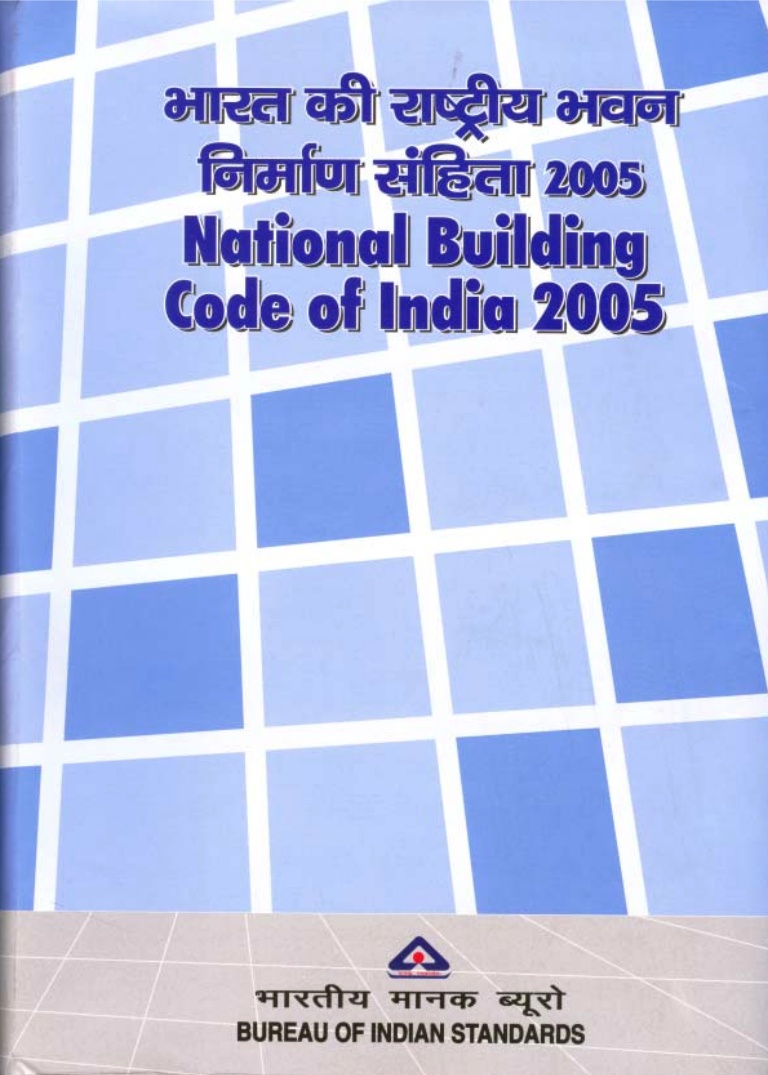 भारत की राष्ट्रीय भवन
निर्माण संहिता 2005
National Building
Code of India 2005
भारतीय मानक ब्यूरो
BUREAU OF INDIAN STANDARDS